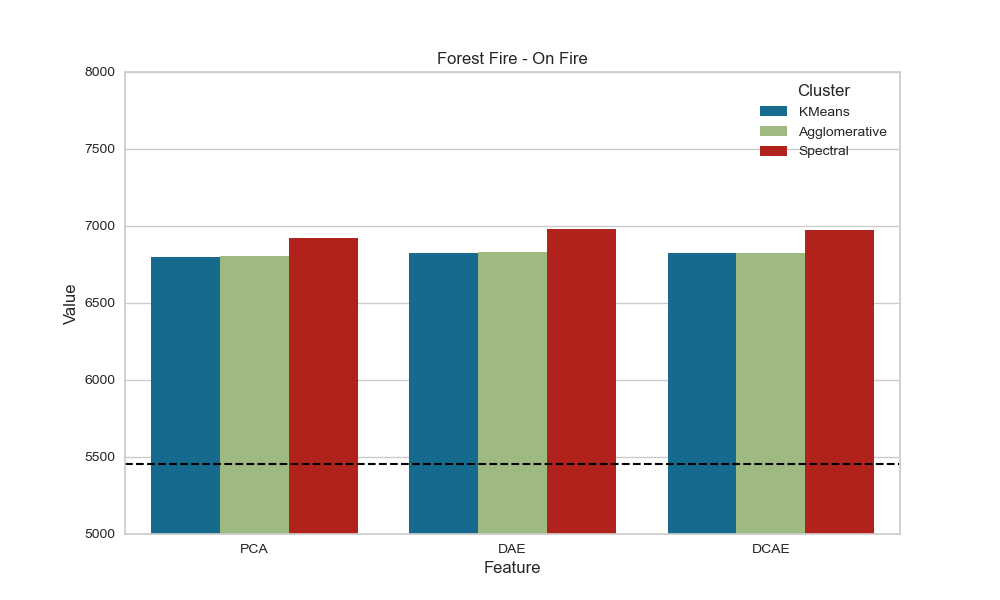 Forest Fire - On Fire
8000
7500
7000
6500
6000
5500
5000
Value
Cluster
KMeans
Agglomerative
Spectral
PCA
DAE
DCAE
Feature